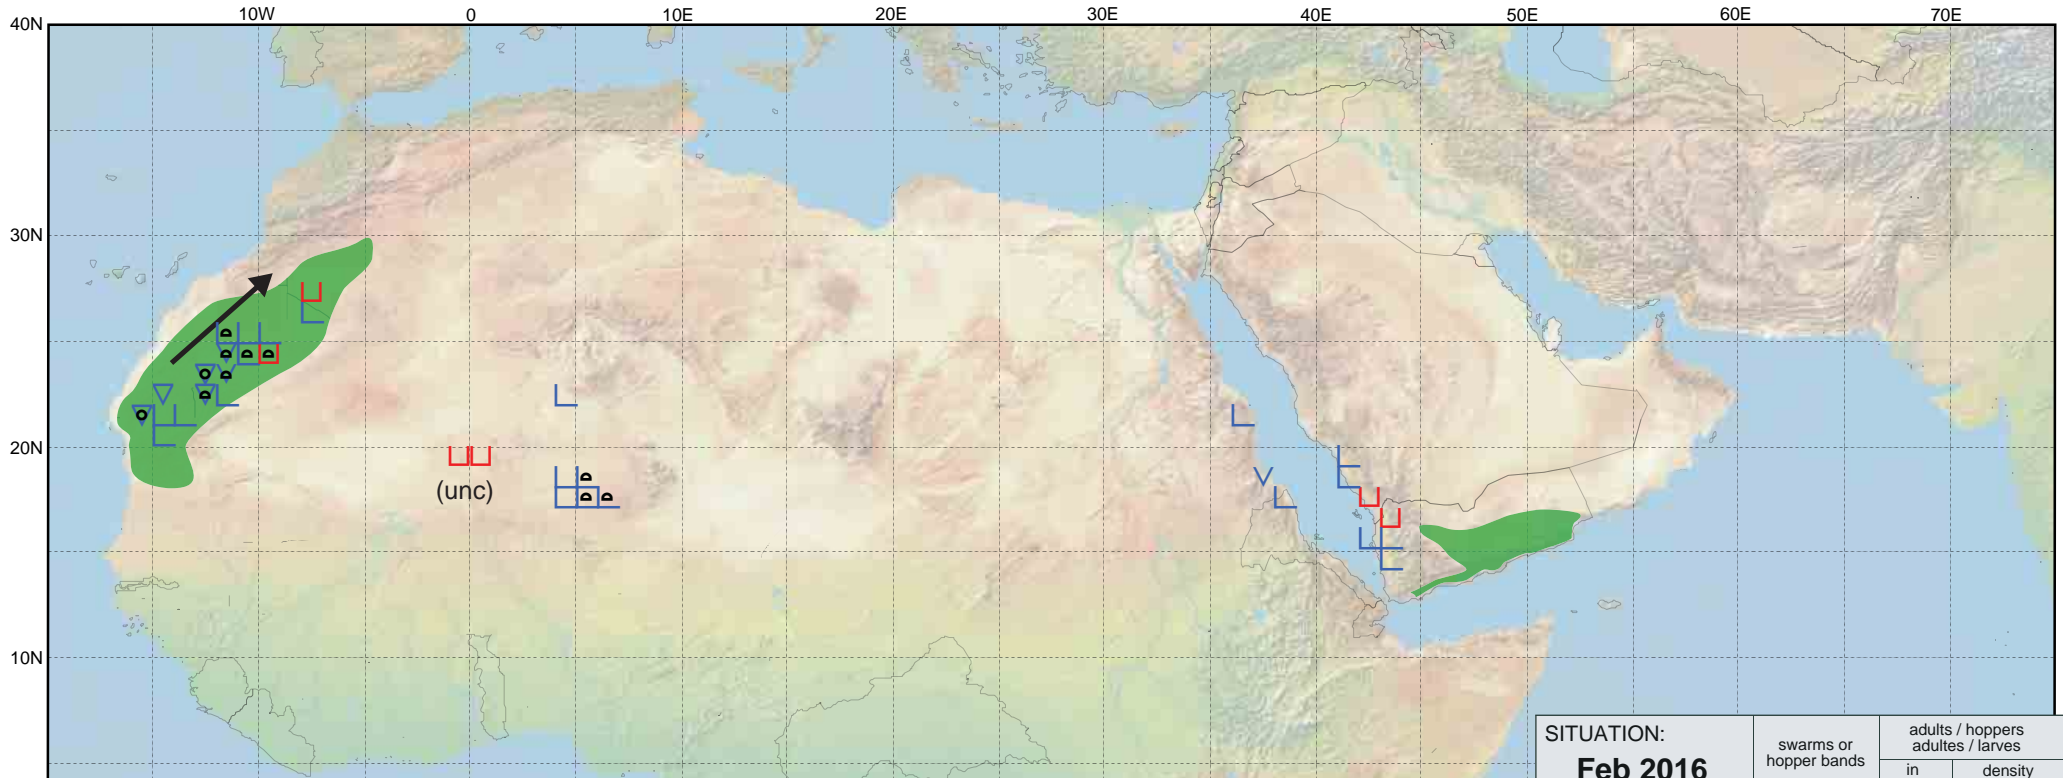 10W 0 10E 20E 30E 40E 50E 60E 70E
40N
30N
20N
10N
D
D
D
D
O
D
D
O
D
D
D
(unc)
SITUATION:
Feb 2016
swarms or
hopper bands
adults / hoppers
adultes / larves
in
density